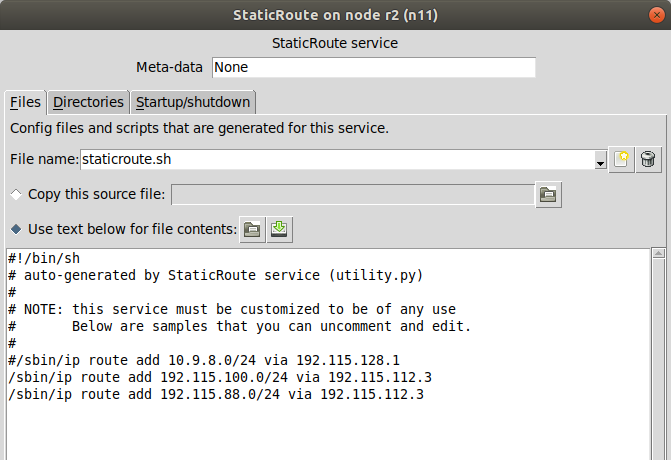 StaticRoute on node r2 (n11)
StaticRoute service
Meta-data None
Files Directories Startup/shutdown
Config files and scripts that are generated for this service.
File name: staticroute.sh
Copy this source file:
Use text below for file contents:
#!/bin/sh
# auto-generated by StaticRoute service (utility.py)
#
# NOTE: this service must be customized to be of any use
#       Below are samples that you can uncomment and edit.
#
#/sbin/ip route add 10.9.8.0/24 via 192.115.128.1
/sbin/ip route add 192.115.100.0/24 via 192.115.112.3
/sbin/ip route add 192.115.88.0/24 via 192.115.112.3